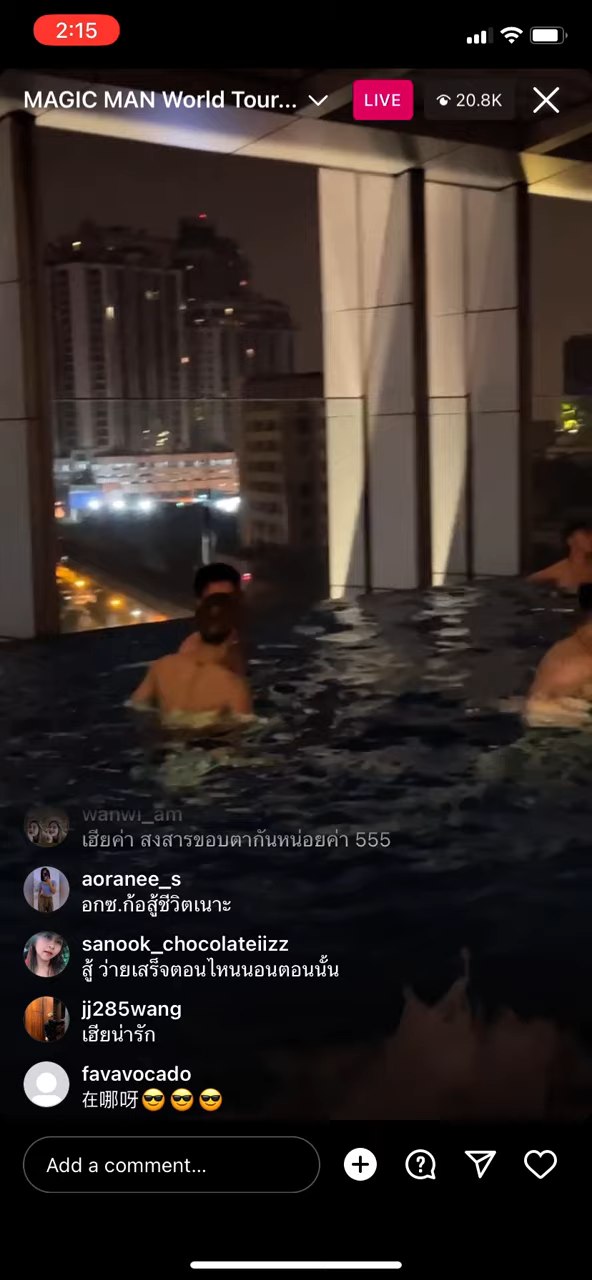 2:15
MAGIC MAN World Tour...
LIVE
20.8K
wanwi_am
เฮียค่า สงสารขอบตากันหน่อยค่า 555
aoranee_s
อกซ.ก้อสู้ชีวิตเนาะ
sanook_chocolateiizz
สู้ ว่ายเสร็จตอนไหนนอนตอนนั้น
jj285wang
เฮียน่ารัก
favavocado
在哪呀😎😎😎
Add a comment...